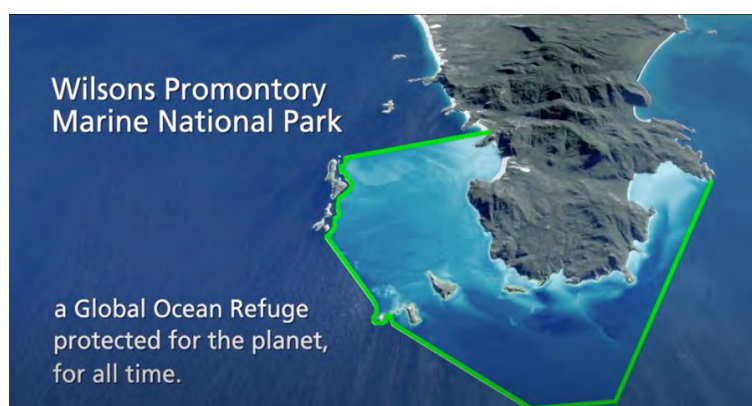 Wilsons Promontory
Marine National Park
a Global Ocean Refuge
protected for the planet,
for all time.